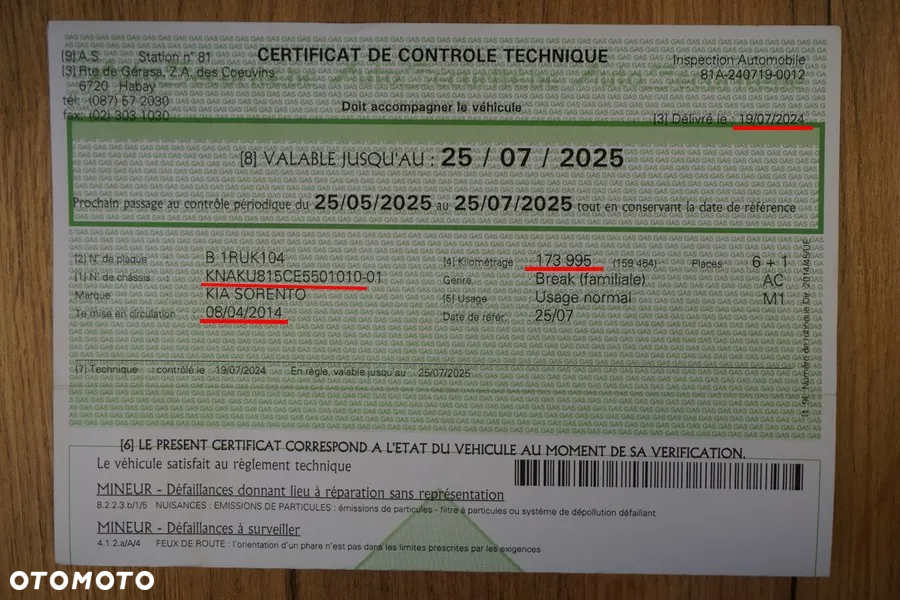 [9] A.S. Station n° 81
CERTIFICAT DE CONTROLE TECHNIQUE
Inspection Automobile
[3] Rte de Gérasa, Z.A. des Coeuvins
81A-240719-0012
6720 Habay
tél: (087) 57 2030
Doit accompagner le véhicule
fax: (02) 303 1030
[3] Délivré le : 19/07/2024
[8] VALABLE JUSQU'AU : 25 / 07 / 2025
Prochain passage au contrôle périodique du 25/05/2025 au 25/07/2025 tout en conservant la date de référence
[2] N° de plaque B 1RUK104
[4] Kilométrage 173 995 (159 454) Places 6 + 1
[1] N° de châssis KNAKU815CE5501010-01
Genre Break (familiale) AC
Marque KIA SORENTO
[5] Usage Usage normal M1
1e mise en circulation 08/04/2014
Date de référ. 25/07
[7] Technique : contrôlé le 19/07/2024 En règle, valable jusqu'au 25/07/2025
[6] LE PRESENT CERTIFICAT CORRESPOND A L'ETAT DU VEHICULE AU MOMENT DE SA VERIFICATION.
Le véhicule satisfait au règlement technique
MINEUR - Défaillances donnant lieu à réparation sans représentation
8.2.2.3.b/1/5 NUISANCES : EMISSIONS DE PARTICULES : émissions de particules - filtre à particules ou système de dépollution défaillant
MINEUR - Défaillances à surveiller
4.1.2.a/A/4 FEUX DE ROUTE : l'orientation d'un phare n'est pas dans les limites prescrites par les exigences
OTOMOTO